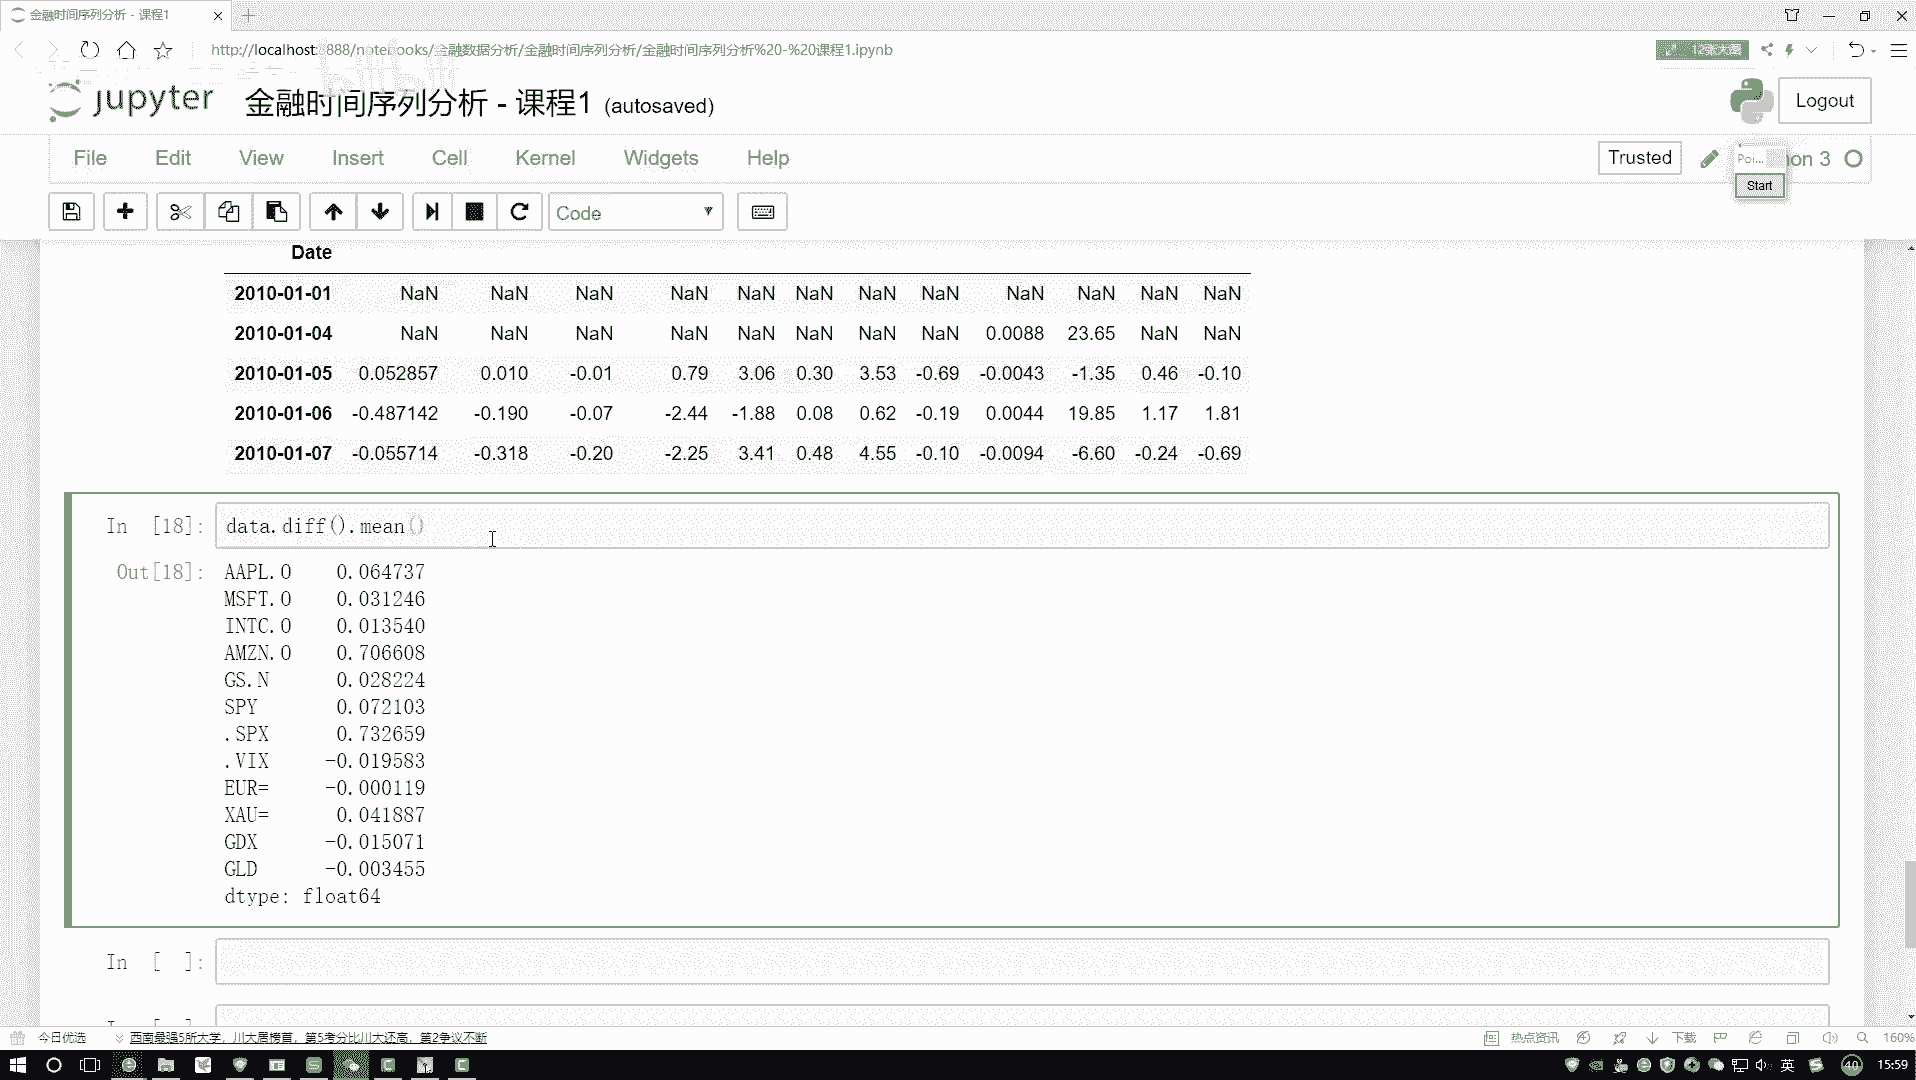 金融时间序列分析 - 课程1
http://localhost:8888/notebooks/金融数据分析/金融时间序列分析/金融时间序列分析%20-%20课程1.ipynb
jupyter 金融时间序列分析 - 课程1 (autosaved)
Logout
File Edit View Insert Cell Kernel Widgets Help
Trusted
Poi... on 3
Start
Code
Date
2010-01-01 NaN NaN NaN NaN NaN NaN NaN NaN NaN NaN NaN NaN
2010-01-04 NaN NaN NaN NaN NaN NaN NaN NaN 0.0088 23.65 NaN NaN
2010-01-05 0.052857 0.010 -0.01 0.79 3.06 0.30 3.53 -0.69 -0.0043 -1.35 0.46 -0.10
2010-01-06 -0.487142 -0.190 -0.07 -2.44 -1.88 0.08 0.62 -0.19 0.0044 19.85 1.17 1.81
2010-01-07 -0.055714 -0.318 -0.20 -2.25 3.41 0.48 4.55 -0.10 -0.0094 -6.60 -0.24 -0.69
In [18]: data.diff().mean()
Out[18]: AAPL.O 0.064737
MSFT.O 0.031246
INTC.O 0.013540
AMZN.O 0.706608
GS.N 0.028224
SPY 0.072103
.SPX 0.732659
.VIX -0.019583
EUR= -0.000119
XAU= 0.041887
GDX -0.015071
GLD -0.003455
dtype: float64
In [ ]:
今日优选 西南最强5所大学，川大居榜首，第5考分比川大还高，第2争议不断 热点资讯 下载 160%
英 40 15:59